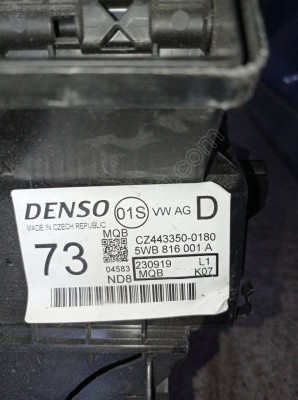 DENSO 01S VW AG D
MADE IN CZECH REPUBLIC
MQB CZ443350-0180
73 5WB 816 001 A
04583 230919 L1
ND8 MQB K07